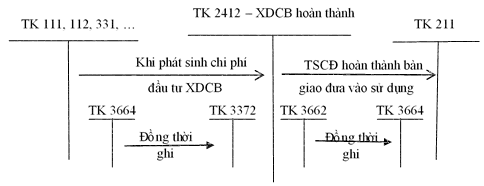 TK 111, 112, 331, …
TK 2412 – XDCB hoàn thành
TK 211
Khi phát sinh chi phí
đầu tư XDCB
TSCĐ hoàn thành bàn
giao đưa vào sử dụng
TK 3664
TK 3372
TK 3662
TK 3664
Đồng thời
ghi
Đồng thời
ghi